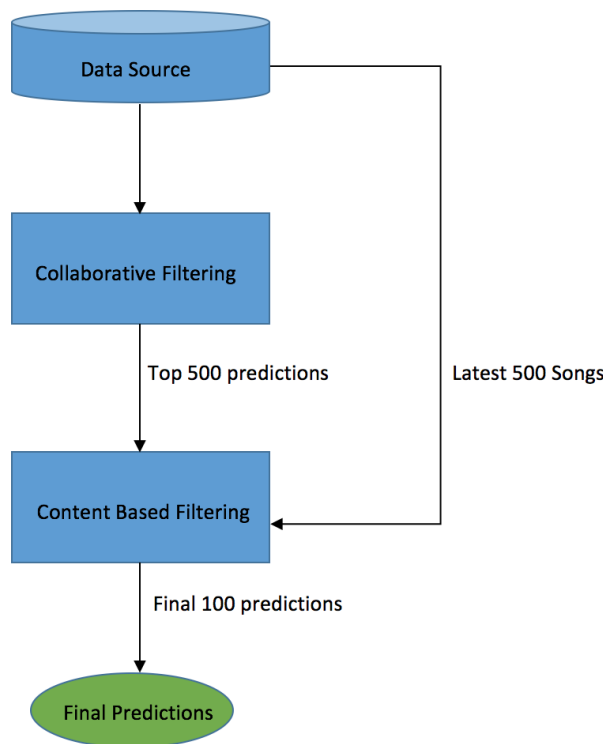 Data Source
Collaborative Filtering
Top 500 predictions
Latest 500 Songs
Content Based Filtering
Final 100 predictions
Final Predictions